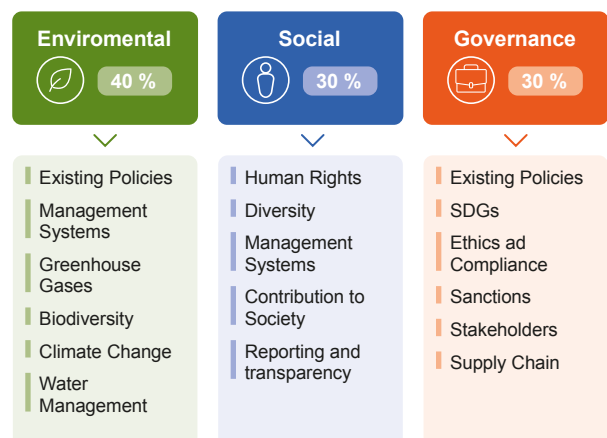 Enviromental
40 %
Existing Policies
Management
Systems
Greenhouse
Gases
Biodiversity
Climate Change
Water
Management
Social
30 %
Human Rights
Diversity
Management
Systems
Contribution to
Society
Reporting and
transparency
Governance
30 %
Existing Policies
SDGs
Ethics ad
Compliance
Sanctions
Stakeholders
Supply Chain